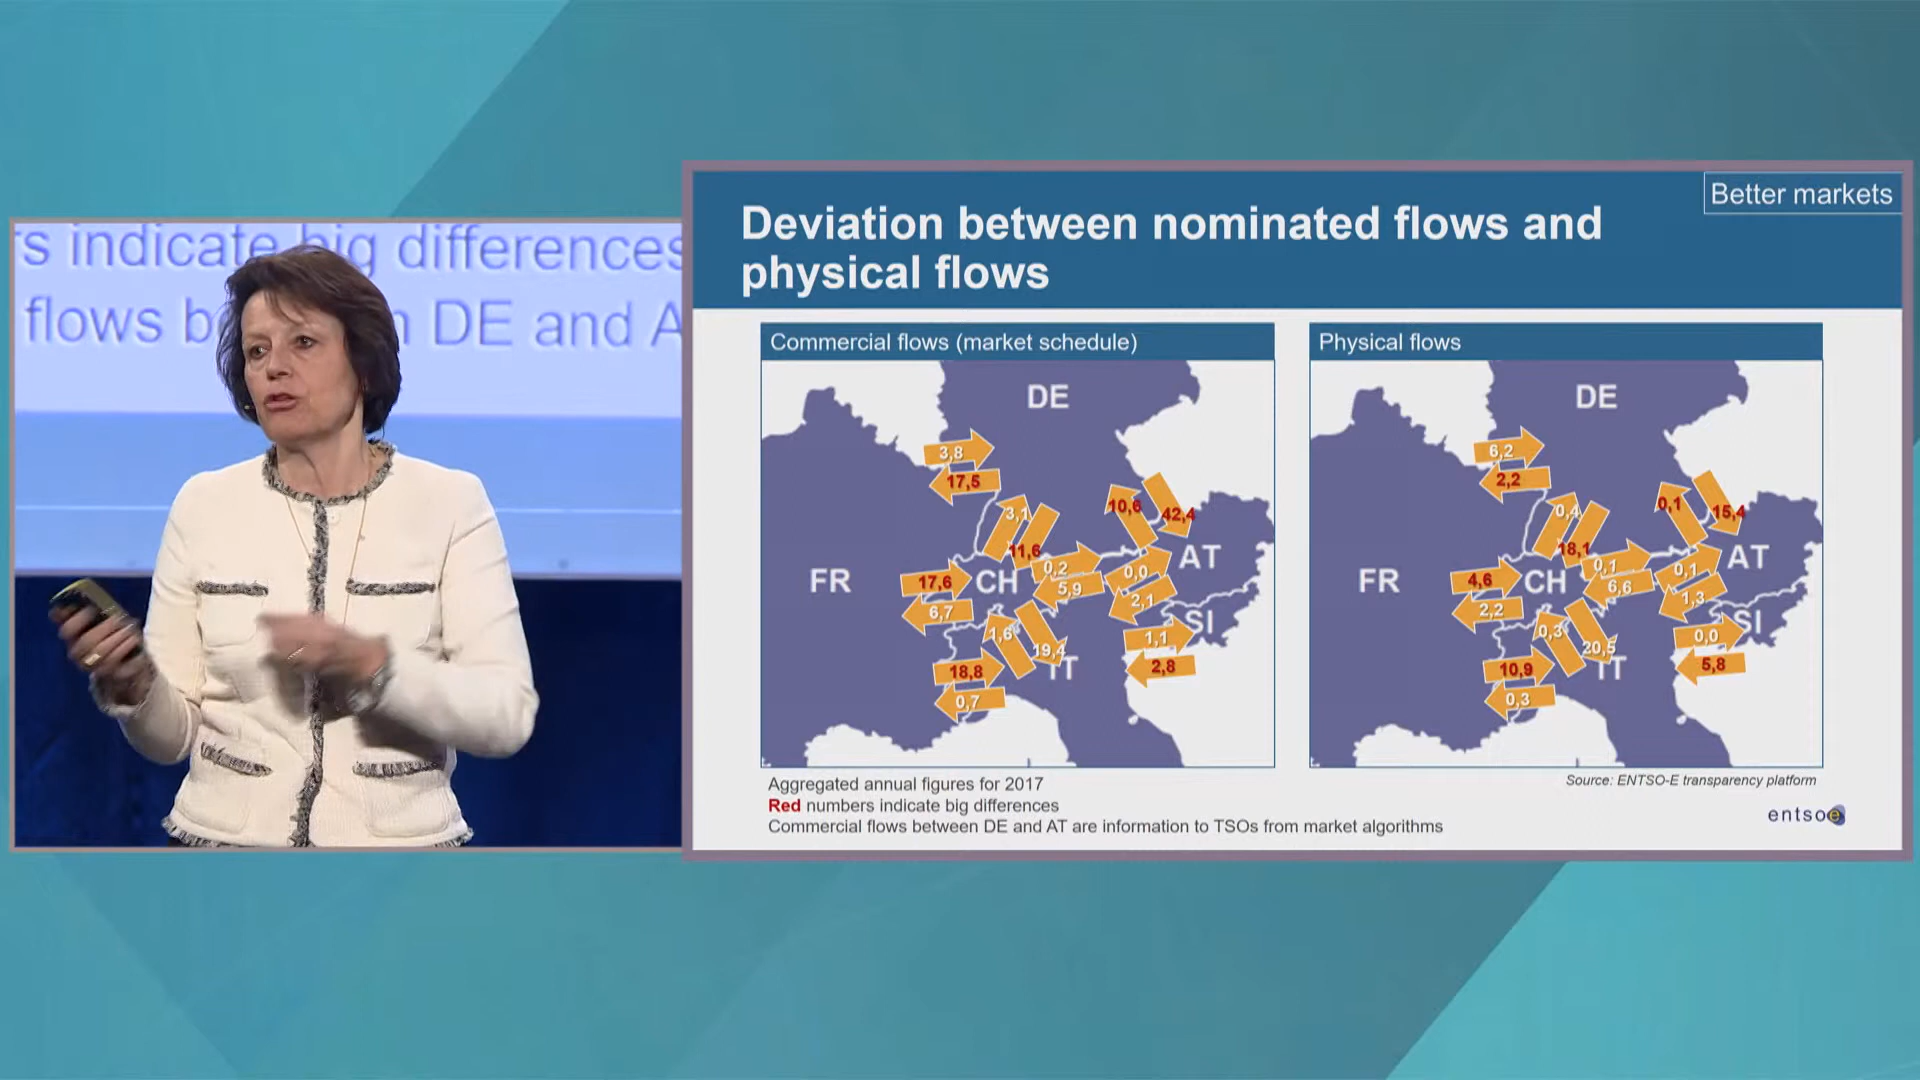 s indicate big differences
flows b n DE and A
Better markets
Deviation between nominated flows and
physical flows
Commercial flows (market schedule)
DE
3,8
17,5
3,1
11,6
10,6
42,4
AT
FR
17,6
CH
0,2
5,9
0,0
2,1
6,7
SI
1,6
19,4
1,1
2,8
IT
18,8
0,7
Physical flows
DE
6,2
2,2
0,4
18,1
0,1
15,4
AT
FR
4,6
CH
0,1
6,6
0,1
1,3
2,2
SI
0,3
20,5
0,0
5,8
IT
10,9
0,3
Aggregated annual figures for 2017
Red numbers indicate big differences
Commercial flows between DE and AT are information to TSOs from market algorithms
Source: ENTSO-E transparency platform
entsoe